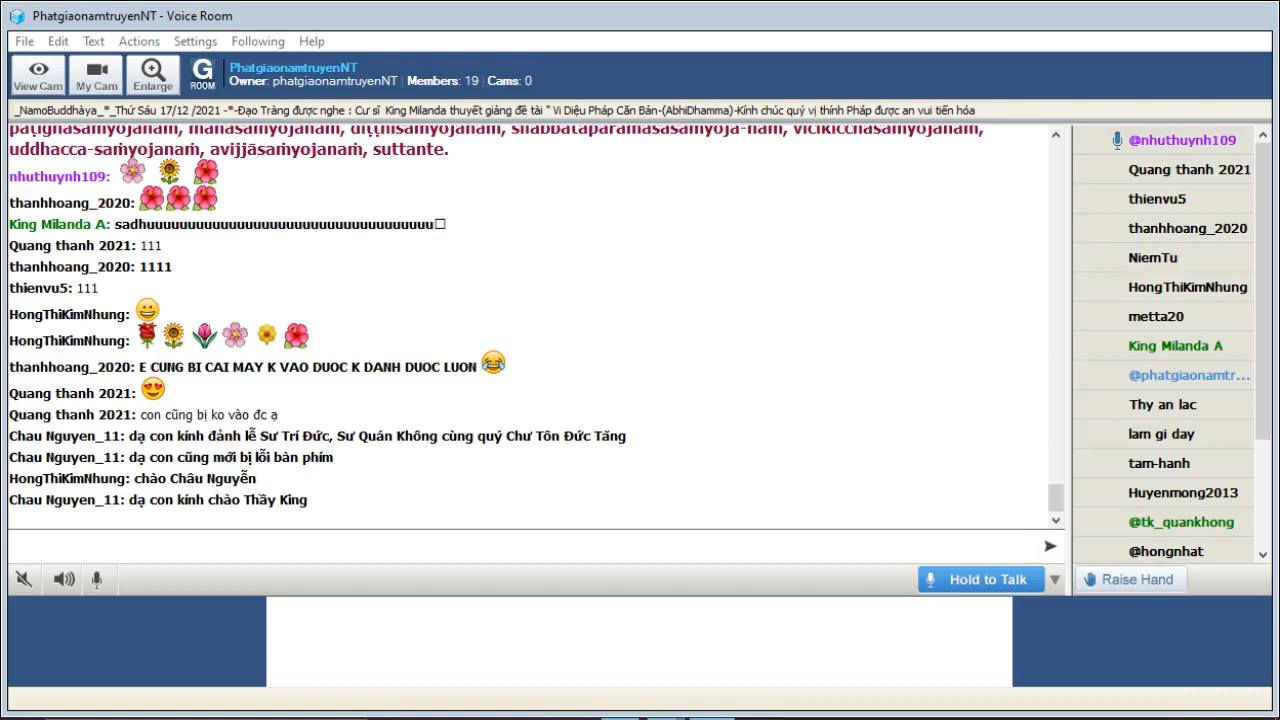 PhatgiaonamtruyenNT - Voice Room
File Edit Text Actions Settings Following Help
View Cam My Cam Enlarge G ROOM
PhatgiaonamtruyenNT
Owner: phatgiaonamtruyenNT Members: 19 Cams: 0
_NamoBuddhàya_*_Thứ Sáu 17/12 /2021 -*-Đạo Tràng được nghe : Cư sĩ King Milanda thuyết giảng đề tài " Vi Diệu Pháp Căn Bản-(AbhiDhamma)-Kính chúc quý vị thính Pháp được an vui tiến hóa
paṭighasaṁyojanaṁ, mānasaṁyojanaṁ, diṭṭhisaṁyojanaṁ, sīlabbataparāmāsasaṁyoja-naṁ, vicikicchāsaṁyojanaṁ,
uddhacca-saṁyojanaṁ, avijjāsaṁyojanaṁ, suttante.
nhuthuynh109:
thanhhoang_2020:
King Milanda A: sadhuuuuuuuuuuuuuuuuuuuuuuuuuuuuuuuuuuu
Quang thanh 2021: 111
thanhhoang_2020: 1111
thienvu5: 111
HongThiKimNhung:
HongThiKimNhung:
thanhhoang_2020: E CUNG BI CAI MAY K VAO DUOC K DANH DUOC LUON
Quang thanh 2021:
Quang thanh 2021: con cũng bị ko vào đc ạ
Chau Nguyen_11: dạ con kính đảnh lễ Sư Trí Đức, Sư Quán Không cùng quý Chư Tôn Đức Tăng
Chau Nguyen_11: dạ con cũng mới bị lỗi bàn phím
HongThiKimNhung: chào Châu Nguyễn
Chau Nguyen_11: dạ con kính chào Thầy King
@nhuthuynh109
Quang thanh 2021
thienvu5
thanhhoang_2020
NiemTu
HongThiKimNhung
metta20
King Milanda A
@phatgiaonamtr...
Thy an lac
lam gi day
tam-hanh
Huyenmong2013
@tk_quankhong
@hongnhat
Hold to Talk
Raise Hand